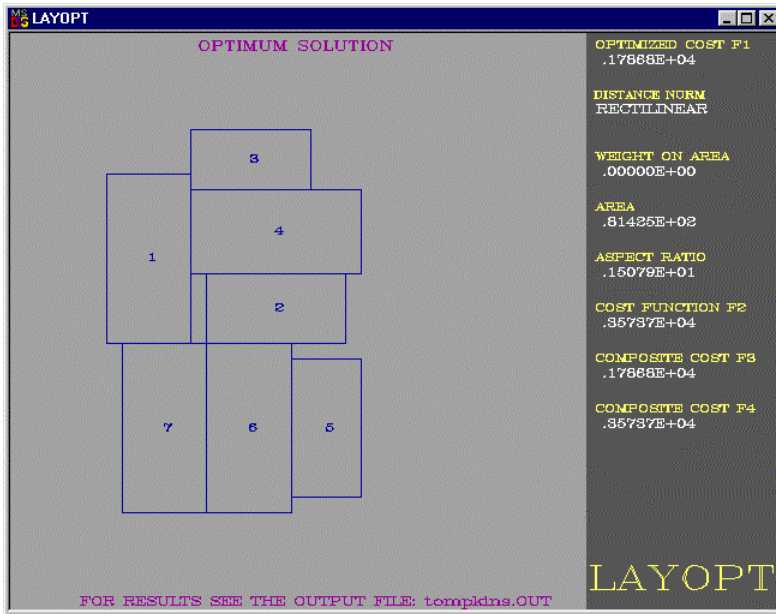 LAYOPT
OPTIMUM SOLUTION
3
4
1
2
7
6
5
FOR RESULTS SEE THE OUTPUT FILE: tompkins.OUT
OPTIMIZED COST F1
.17868E+04
DISTANCE NORM
RECTILINEAR
WEIGHT ON AREA
.00000E+00
AREA
.81425E+02
ASPECT RATIO
.15079E+01
COST FUNCTION F2
.35737E+04
COMPOSITE COST F3
.17868E+04
COMPOSITE COST F4
.35737E+04
LAYOPT